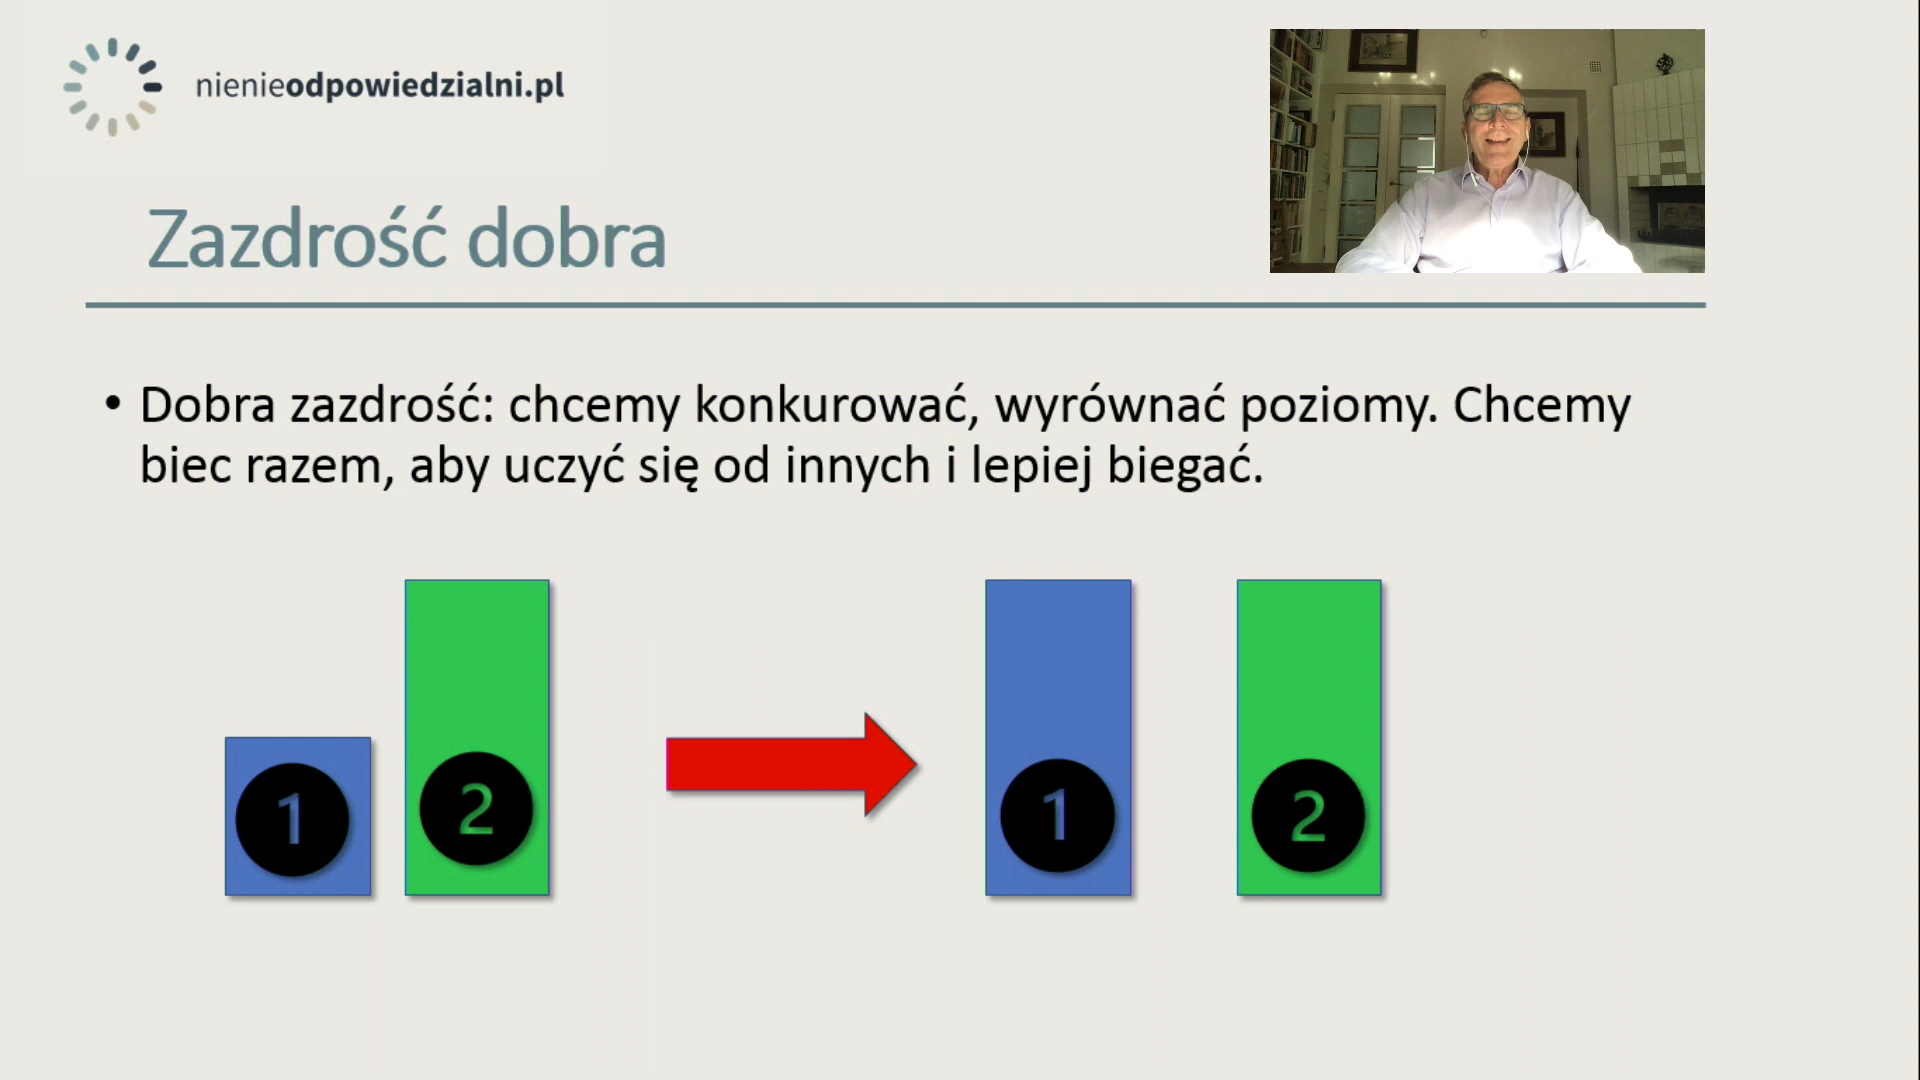 nienieodpowiedzialni.pl
Zazdrość dobra
• Dobra zazdrość: chcemy konkurować, wyrównać poziomy. Chcemy
biec razem, aby uczyć się od innych i lepiej biegać.
1 2 1 2